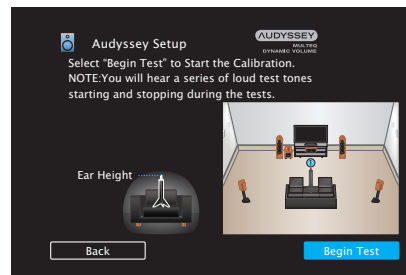 Audyssey Setup
AUDYSSEY
MULTEQ
DYNAMIC VOLUME
Select “Begin Test” to Start the Calibration.
NOTE:You will hear a series of loud test tones
starting and stopping during the tests.
Ear Height
1
Back
Begin Test